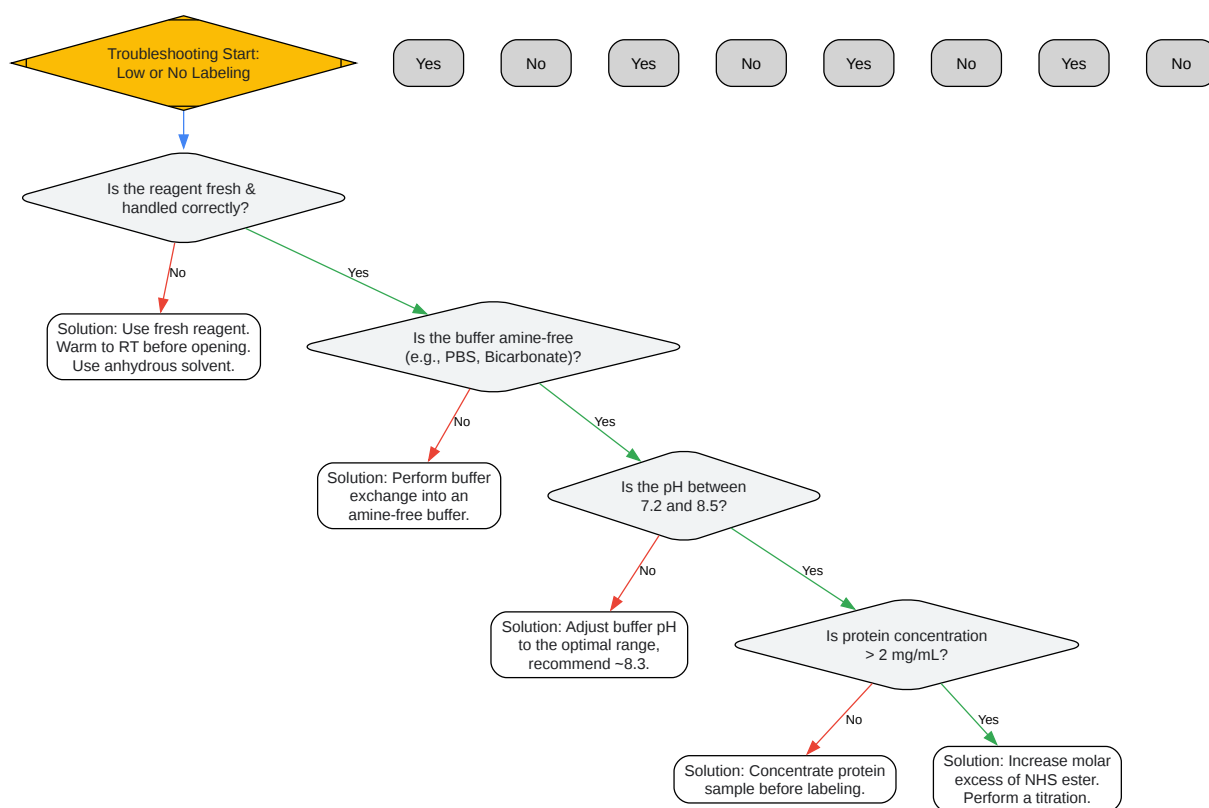 Troubleshooting Start:
Low or No Labeling
Yes
No
Yes
No
Yes
No
Yes
No
Is the reagent fresh &
handled correctly?
No
Yes
Solution: Use fresh reagent.
Warm to RT before opening.
Use anhydrous solvent.
Is the buffer amine-free
(e.g., PBS, Bicarbonate)?
No
Yes
Solution: Perform buffer
exchange into an
amine-free buffer.
Is the pH between
7.2 and 8.5?
No
Yes
Solution: Adjust buffer pH
to the optimal range,
recommend ~8.3.
Is protein concentration
> 2 mg/mL?
No
Yes
Solution: Concentrate protein
sample before labeling.
Solution: Increase molar
excess of NHS ester.
Perform a titration.